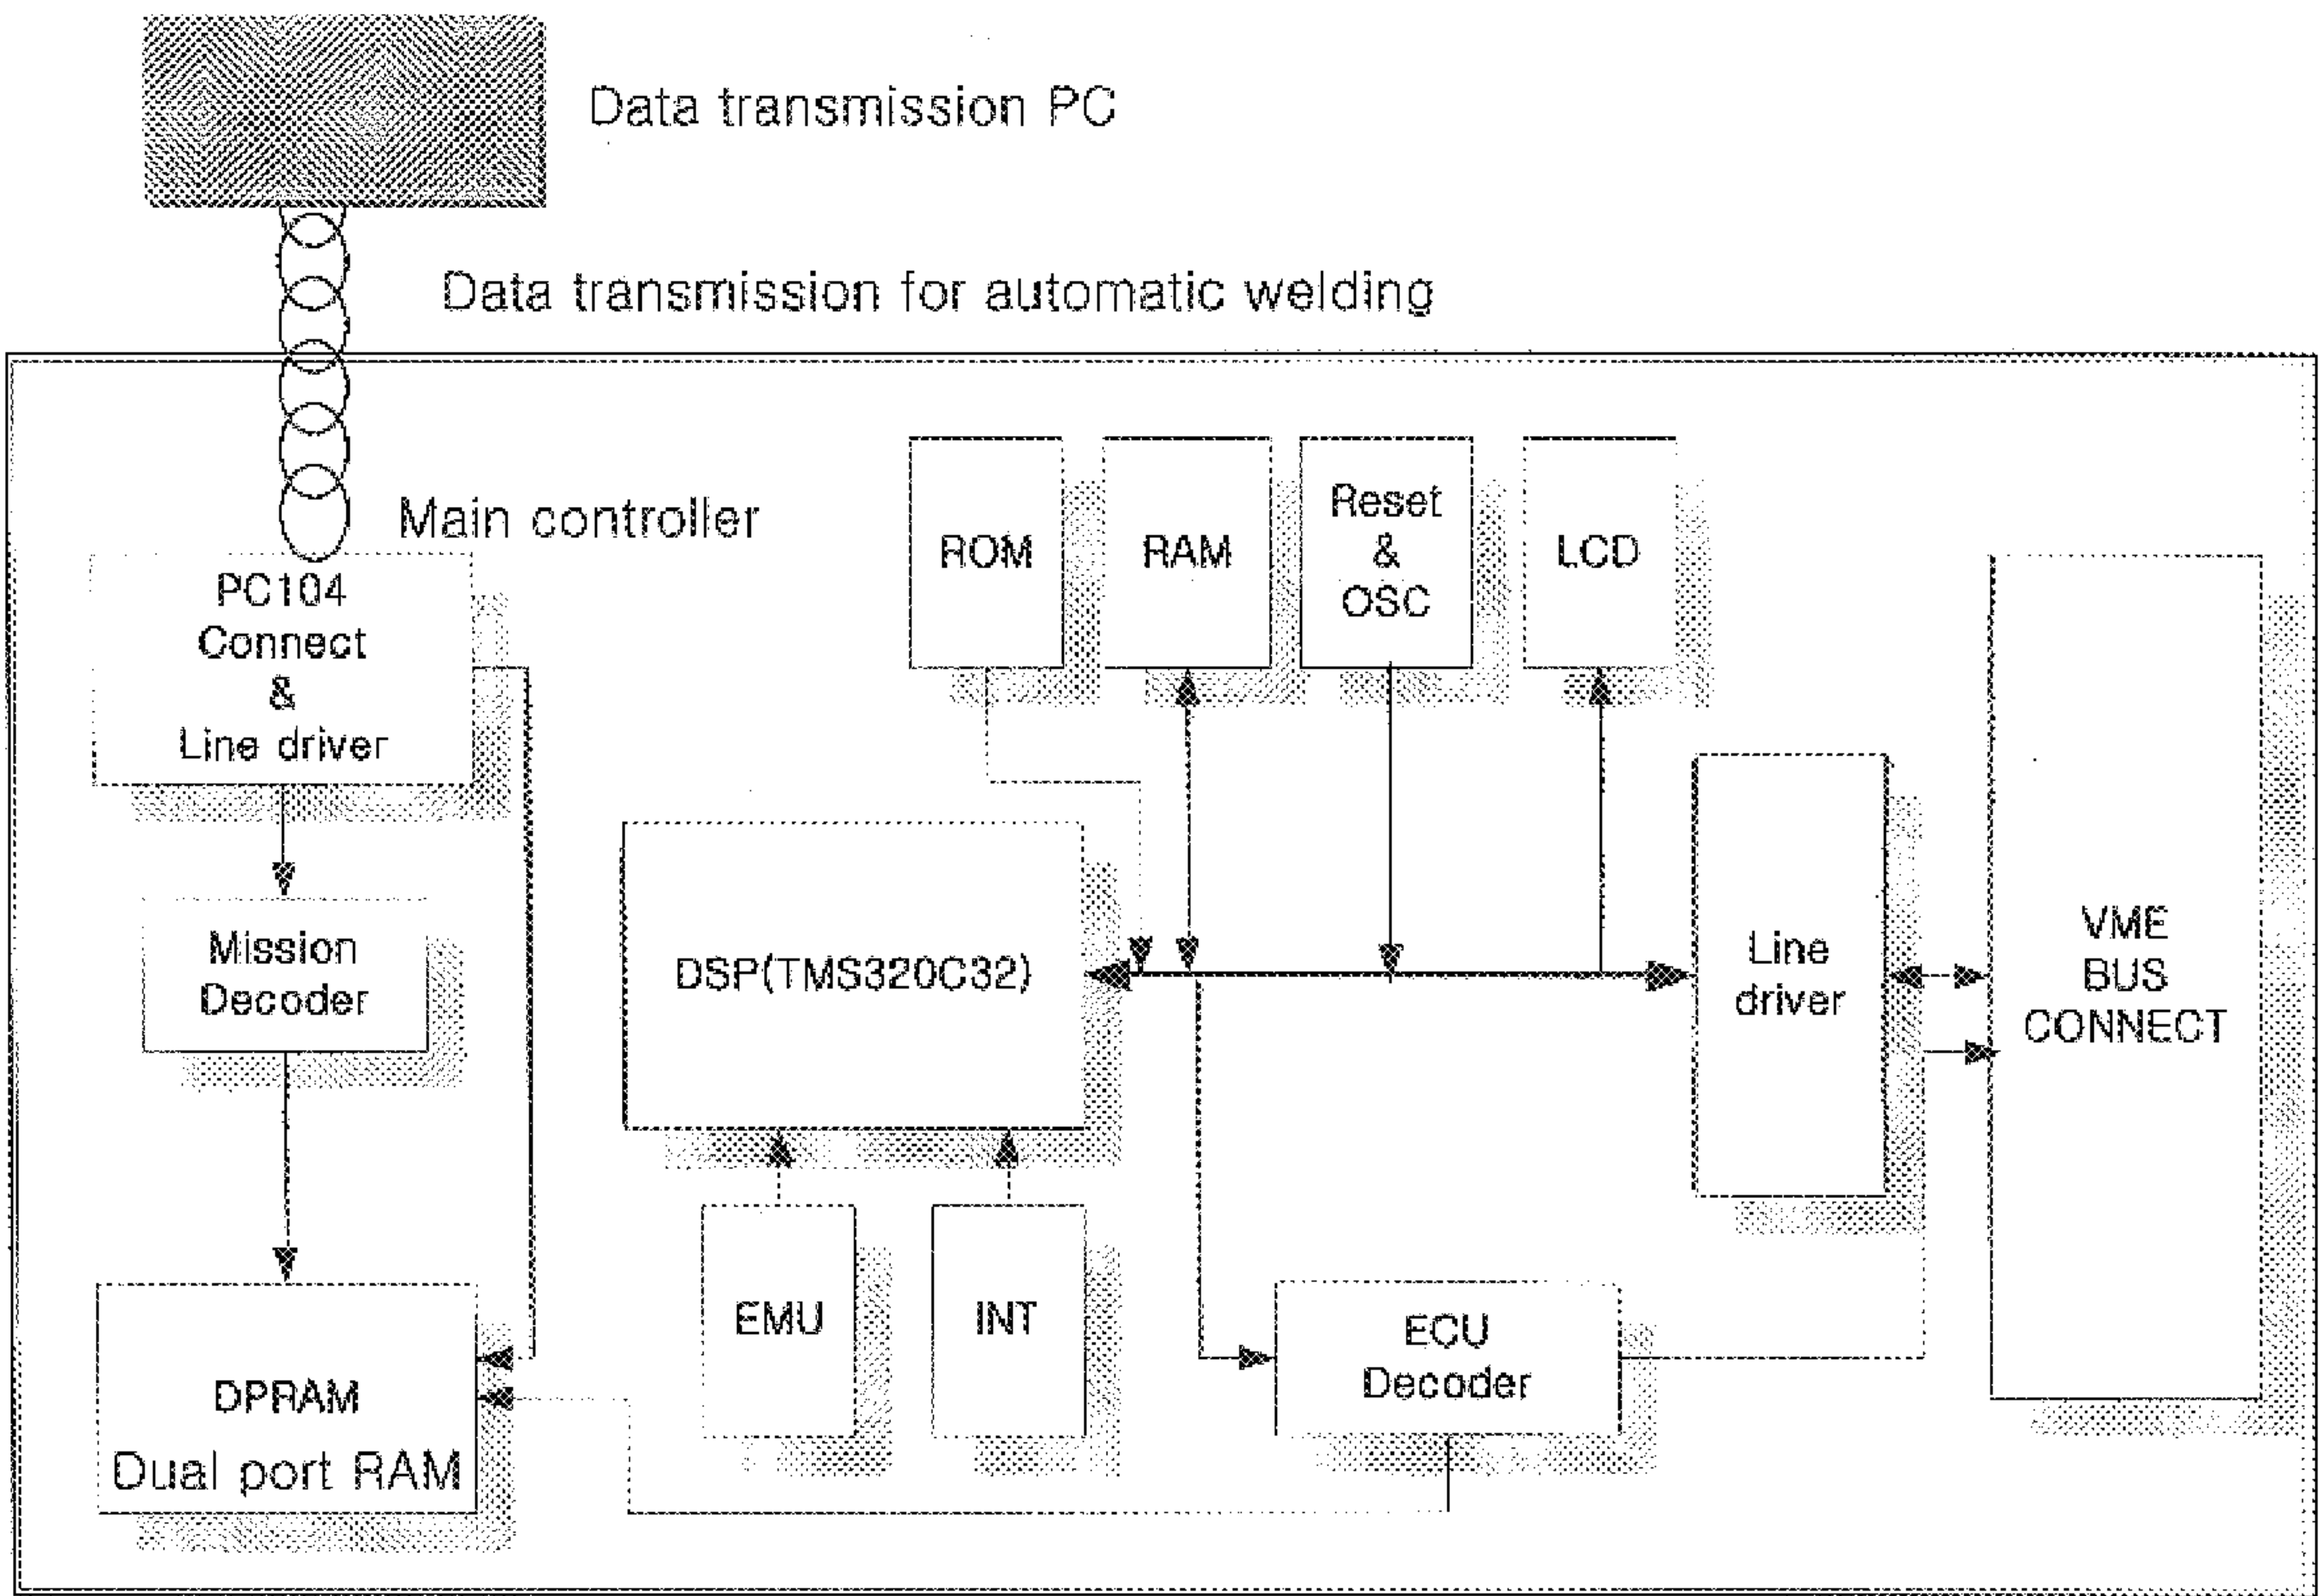 Data transmission PC
Data transmission for automatic welding
Main controller
PC104
Connect
&
Line driver
ROM
RAM
Reset
&
OSC
LCD
Mission
Decoder
DSP(TMS320C32)
Line
driver
VME
BUS
CONNECT
EMU
INT
ECU
Decoder
DPRAM
Dual port RAM